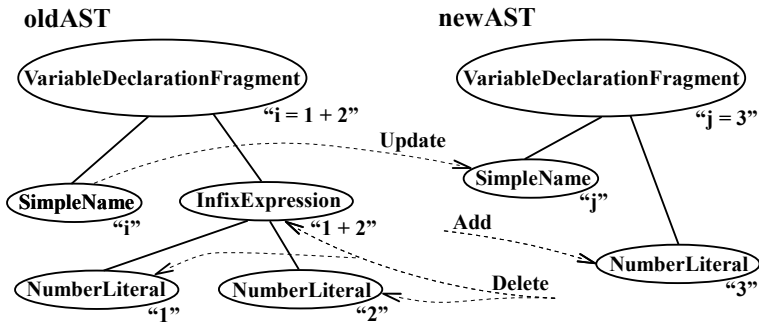 oldAST
newAST
VariableDeclarationFragment
VariableDeclarationFragment
“i = 1 + 2”
“j = 3”
Update
SimpleName
“j”
SimpleName
“i”
InfixExpression
“1 + 2”
Add
NumberLiteral
“3”
NumberLiteral
“1”
NumberLiteral
“2”
Delete